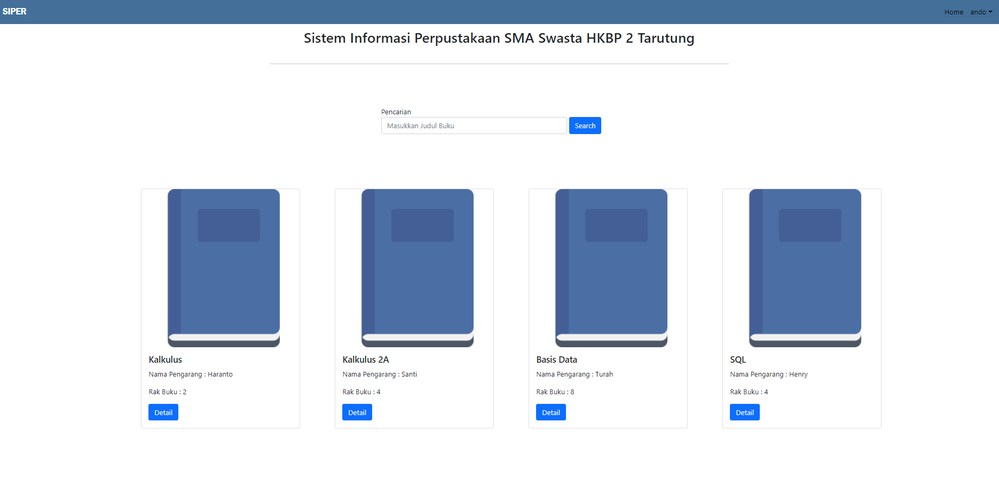 SIPER
Home ando
Sistem Informasi Perpustakaan SMA Swasta HKBP 2 Tarutung
Pencarian
Masukkan Judul Buku Search
Kalkulus
Nama Pengarang : Haranto
Rak Buku : 2
Detail
Kalkulus 2A
Nama Pengarang : Santi
Rak Buku : 4
Detail
Basis Data
Nama Pengarang : Turah
Rak Buku : 8
Detail
SQL
Nama Pengarang : Henry
Rak Buku : 4
Detail